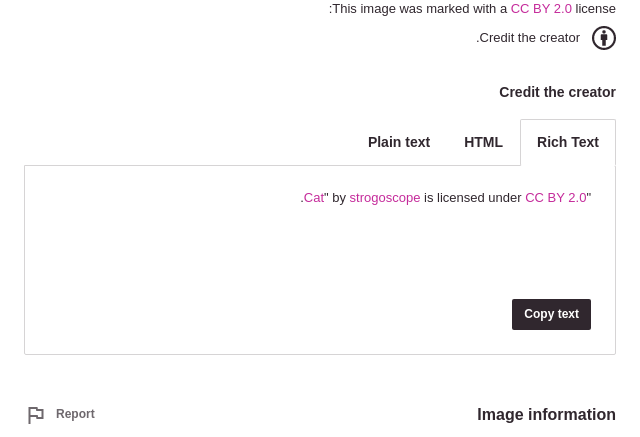 This image was marked with a CC BY 2.0 license:
Credit the creator.
Credit the creator
Rich Text
HTML
Plain text
"Cat" by strogoscope is licensed under CC BY 2.0.
Copy text
Image information
Report